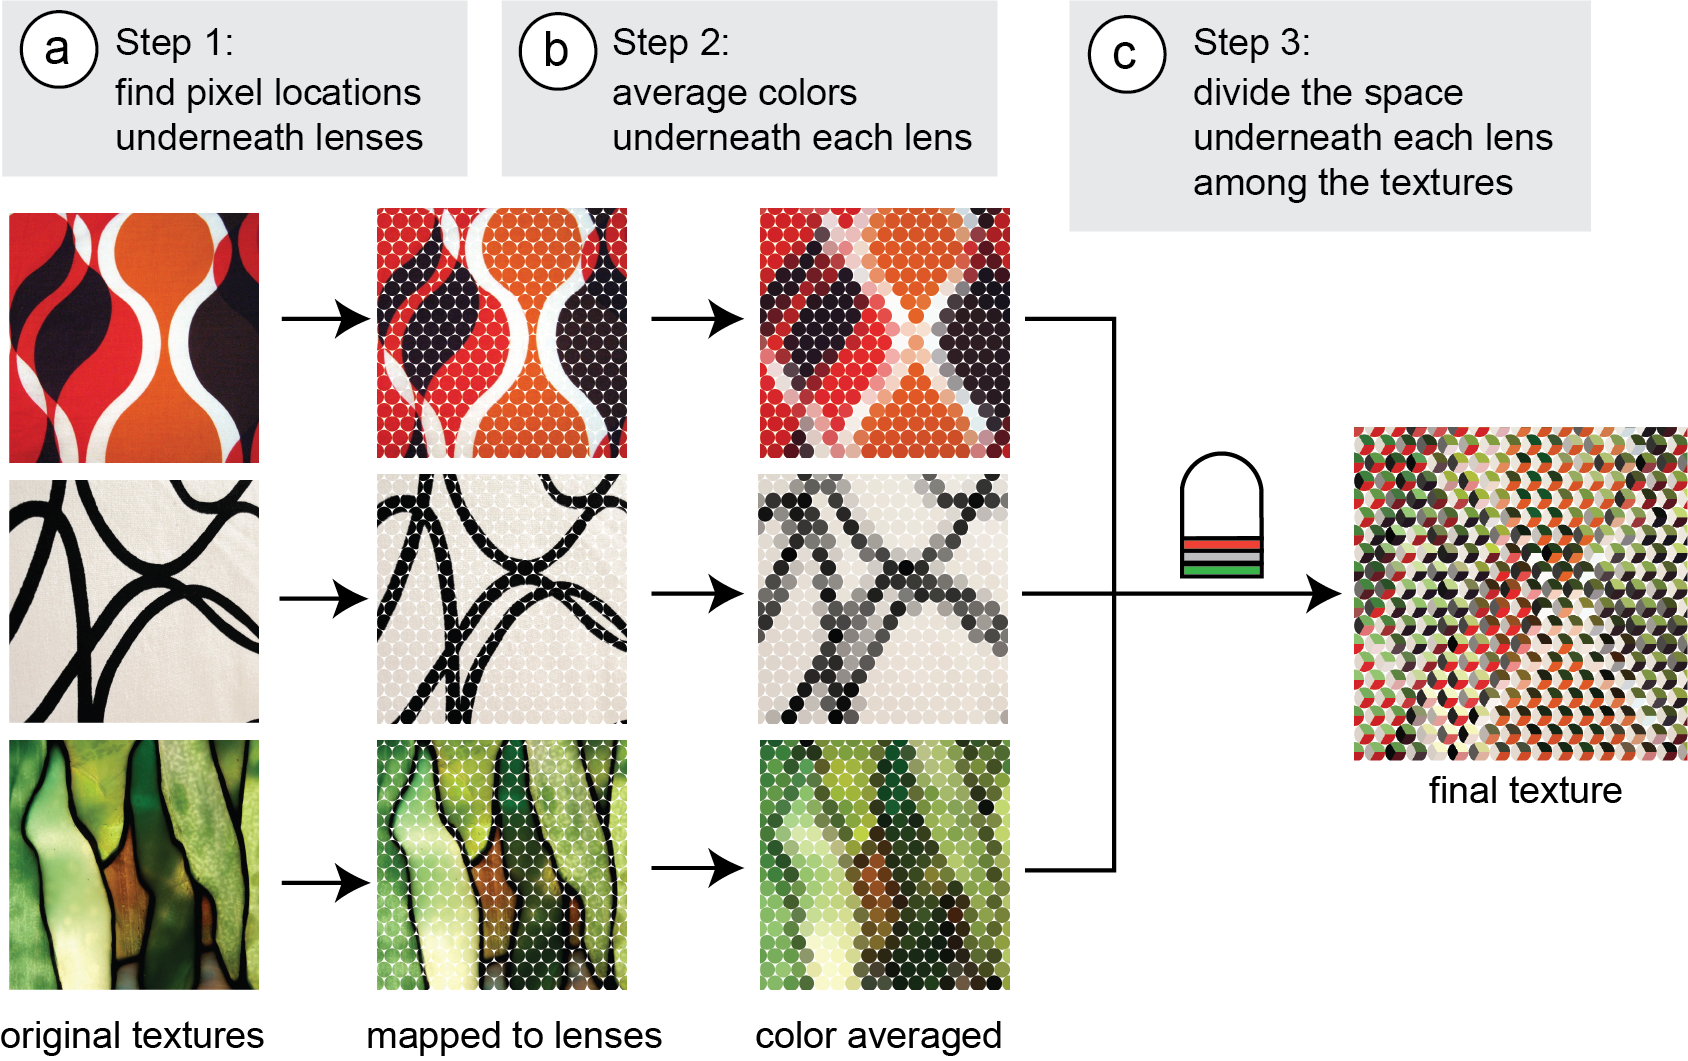 a
Step 1:
find pixel locations
underneath lenses
b
Step 2:
average colors
underneath each lens
c
Step 3:
divide the space
underneath each lens
among the textures
final texture
original textures
mapped to lenses
color averaged